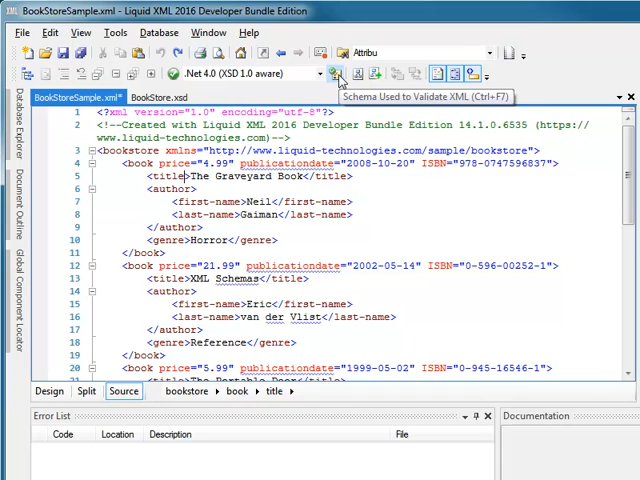 BookStoreSample.xml - Liquid XML 2016 Developer Bundle Edition
File Edit View Tools Database Window Help
Attribu
.Net 4.0 (XSD 1.0 aware)
BookStoreSample.xml* BookStore.xsd
Schema Used to Validate XML (Ctrl+F7)
Database Explorer
Document Outline
Global Component Locator
1 <?xml version="1.0" encoding="utf-8"?>
2 <!--Created with Liquid XML 2016 Developer Bundle Edition 14.1.0.6535 (https://
www.liquid-technologies.com)-->
3 <bookstore xmlns="http://www.liquid-technologies.com/sample/bookstore">
4 <book price="4.99" publicationdate="2008-10-20" ISBN="978-0747596837">
5 <title>The Graveyard Book</title>
6 <author>
7 <first-name>Neil</first-name>
8 <last-name>Gaiman</last-name>
9 </author>
10 <genre>Horror</genre>
11 </book>
12 <book price="21.99" publicationdate="2002-05-14" ISBN="0-596-00252-1">
13 <title>XML Schemas</title>
14 <author>
15 <first-name>Eric</first-name>
16 <last-name>van der Vlist</last-name>
17 </author>
18 <genre>Reference</genre>
19 </book>
20 <book price="5.99" publicationdate="1999-05-02" ISBN="0-945-16546-1">
21 <title>The Portable Door</title>
Design Split Source bookstore book title
Error List
Code Location Description File
Documentation